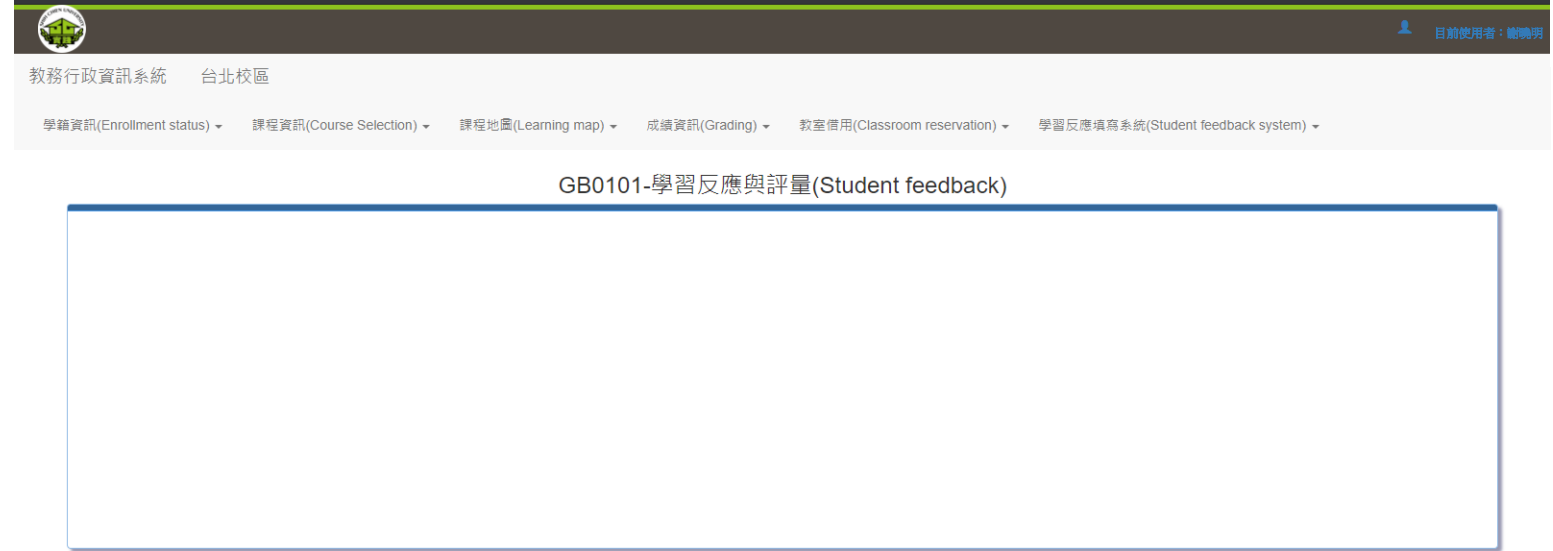 目前使用者：謝曉明
教務行政資訊系統 台北校區
學籍資訊(Enrollment status) 課程資訊(Course Selection) 課程地圖(Learning map) 成績資訊(Grading) 教室借用(Classroom reservation) 學習反應填寫系統(Student feedback system)
GB0101-學習反應與評量(Student feedback)